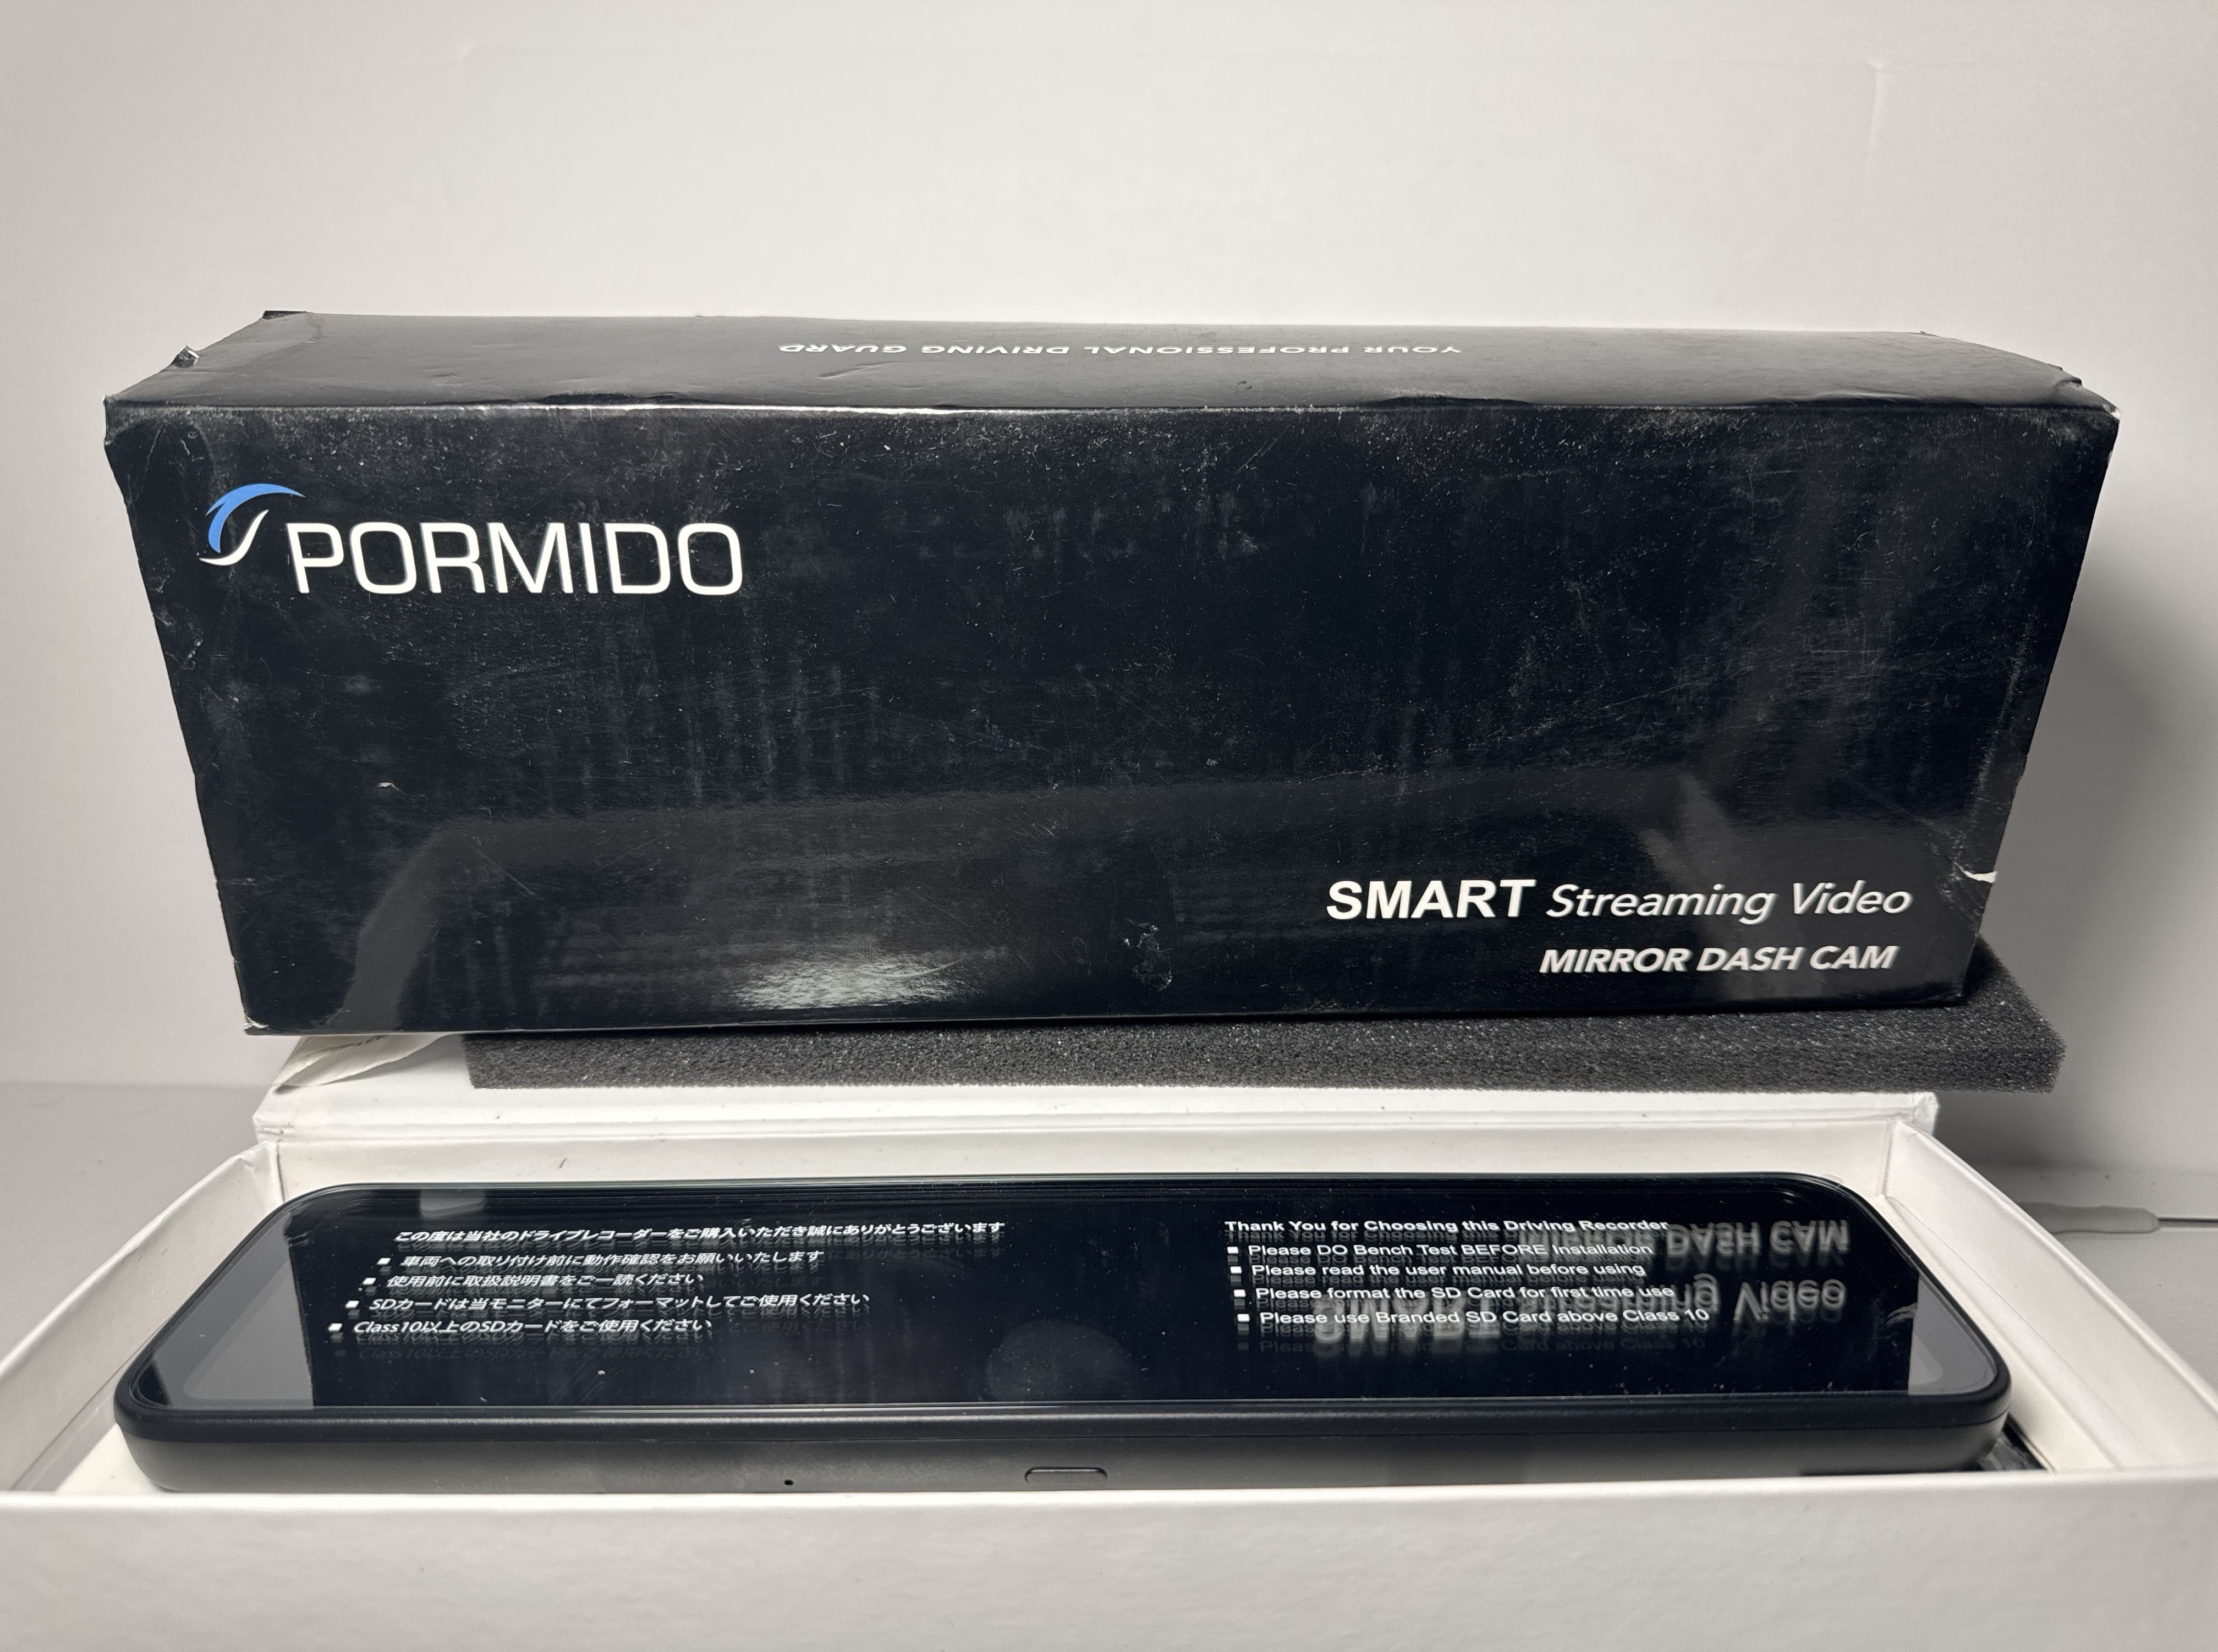 YOUR PROFESSIONAL DRIVING GUARD
PORMIDO
SMART Streaming Video
MIRROR DASH CAM
この度は当社のドライブレコーダーをご購入いただき誠にありがとうございます
■ 車両への取り付け前に動作確認をお願いいたします
■ 使用前に取扱説明書をご一読ください
■ SDカードは当モニターにてフォーマットしてご使用ください
■ Class10以上のSDカードをご使用ください
Thank You for Choosing this Driving Recorder
■ Please DO Bench Test BEFORE Installation
■ Please read the user manual before using
■ Please format the SD Card for first time use
■ Please use Branded SD Card above Class 10